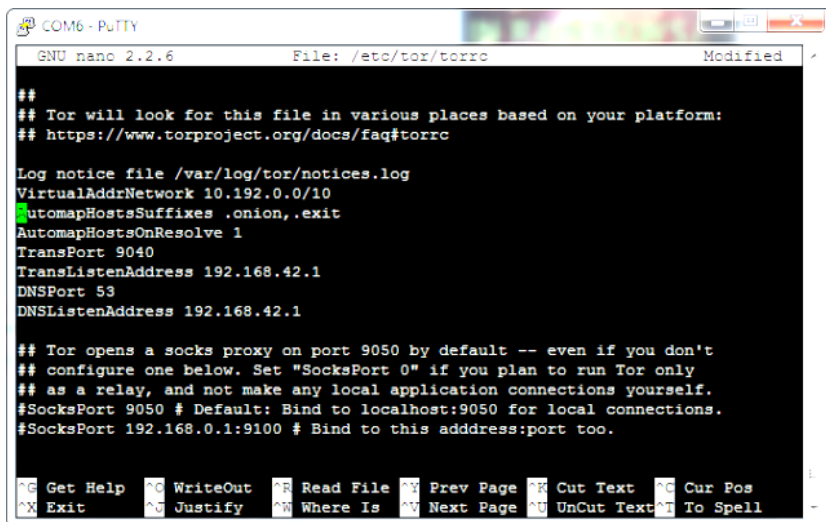 COM6 - PuTTY
GNU nano 2.2.6 File: /etc/tor/torrc Modified
##
## Tor will look for this file in various places based on your platform:
## https://www.torproject.org/docs/faq#torrc
Log notice file /var/log/tor/notices.log
VirtualAddrNetwork 10.192.0.0/10
AutomapHostsSuffixes .onion,.exit
AutomapHostsOnResolve 1
TransPort 9040
TransListenAddress 192.168.42.1
DNSPort 53
DNSListenAddress 192.168.42.1
## Tor opens a socks proxy on port 9050 by default -- even if you don't
## configure one below. Set "SocksPort 0" if you plan to run Tor only
## as a relay, and not make any local application connections yourself.
#SocksPort 9050 # Default: Bind to localhost:9050 for local connections.
#SocksPort 192.168.0.1:9100 # Bind to this adddress:port too.
^G Get Help ^O WriteOut ^R Read File ^Y Prev Page ^K Cut Text ^C Cur Pos
^X Exit ^J Justify ^W Where Is ^V Next Page ^U UnCut Text ^T To Spell